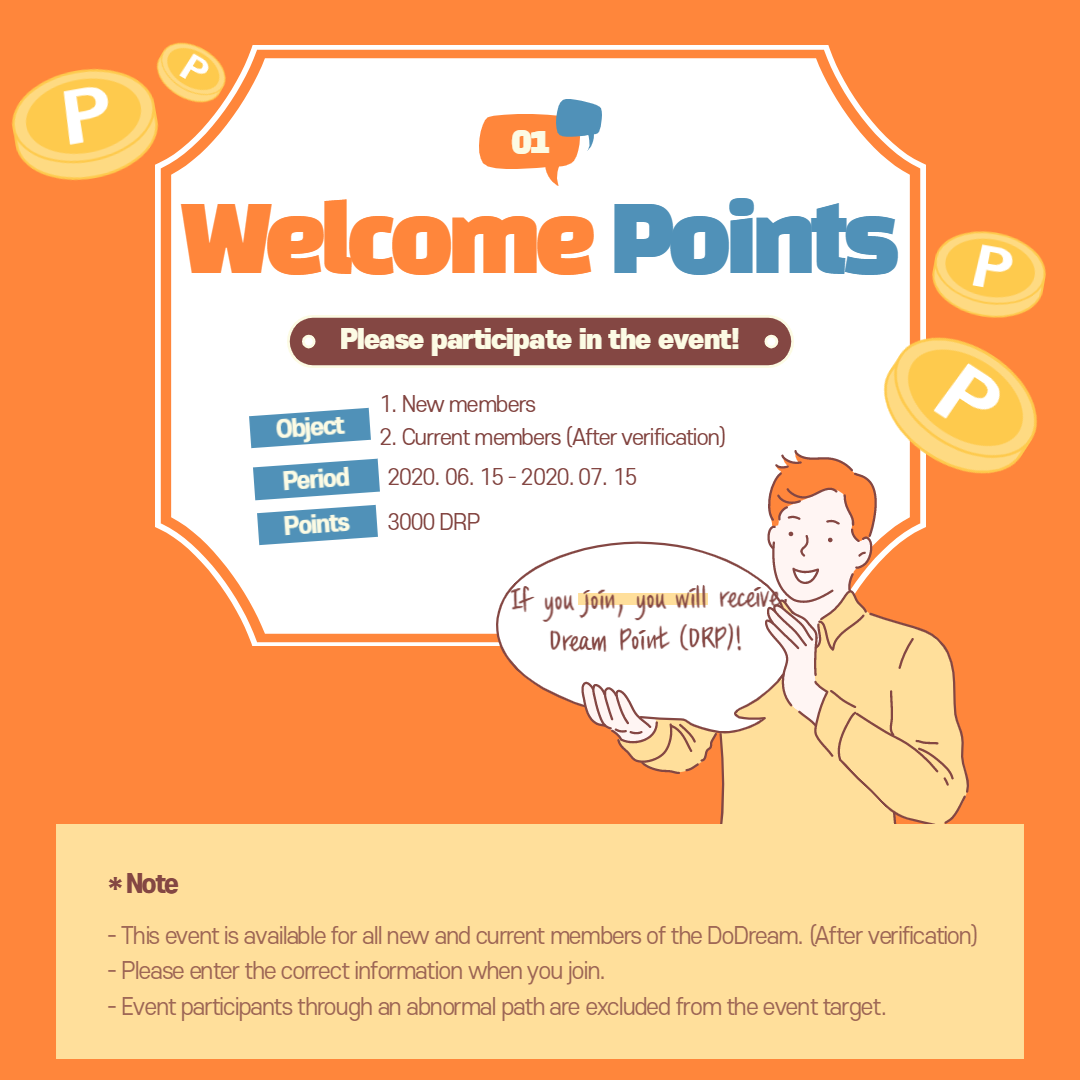 P
P
01
Welcome Points
P
Please participate in the event!
P
Object
1. New members
2. Current members (After verification)
Period
2020. 06. 15 - 2020. 07. 15
Points
3000 DRP
If you join, you will receive
Dream Point (DRP)!
* Note
- This event is available for all new and current members of the DoDream. (After verification)
- Please enter the correct information when you join.
- Event participants through an abnormal path are excluded from the event target.